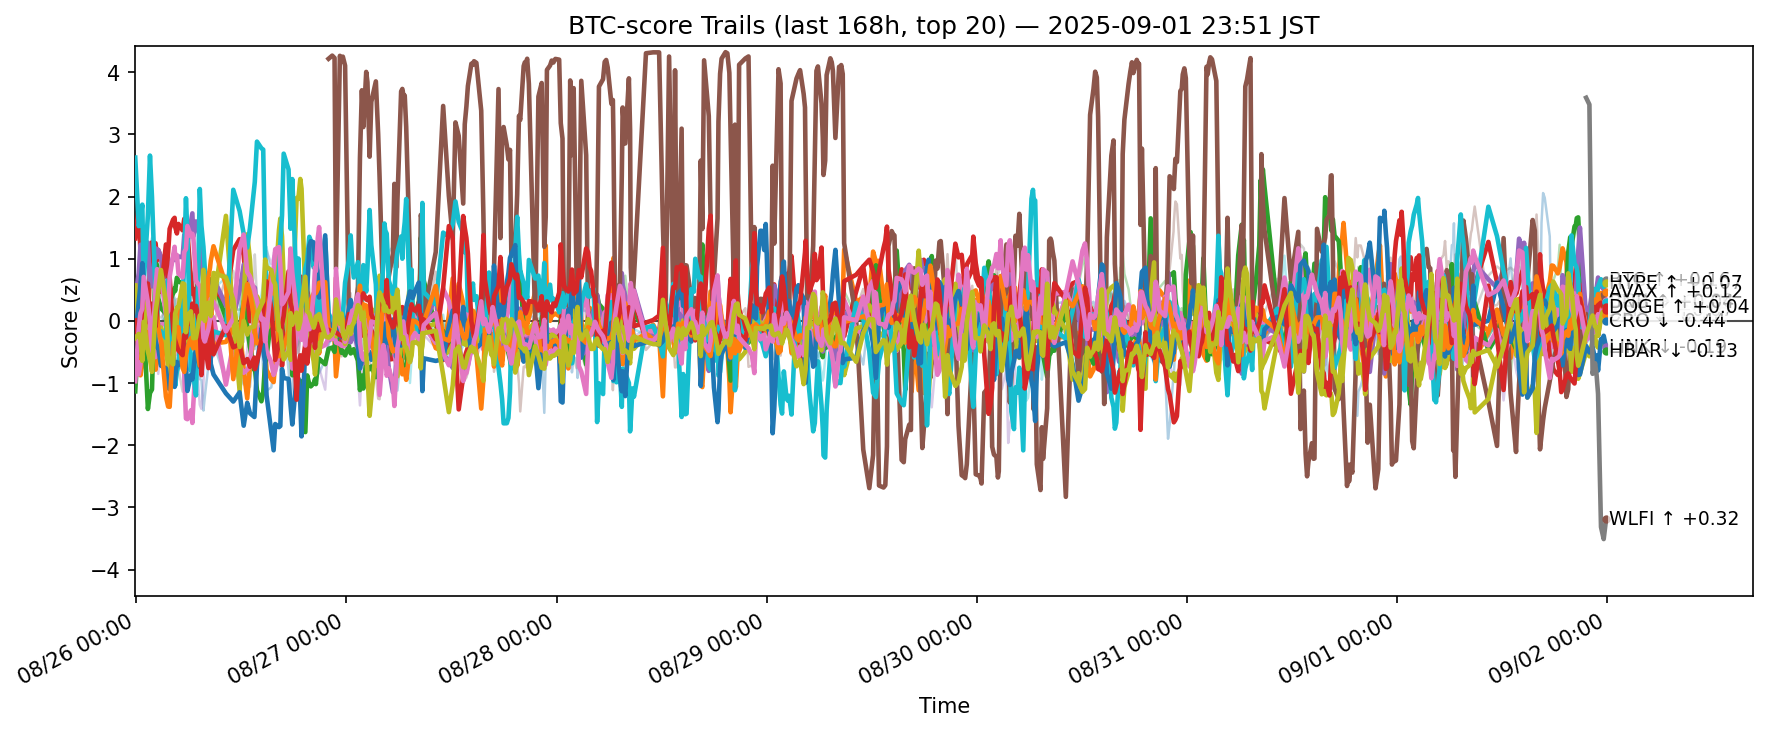 BTC-score Trails (last 168h, top 20) — 2025-09-01 23:51 JST
Score (z)
4
3
2
1
0
−1
−2
−3
−4
AVAX ↑ +0.12
DOGE ↑ +0.04
CRO ↓ -0.44
HBAR ↓ -0.13
WLFI ↑ +0.32
08/26 00:00
08/27 00:00
08/28 00:00
08/29 00:00
08/30 00:00
08/31 00:00
09/01 00:00
09/02 00:00
Time